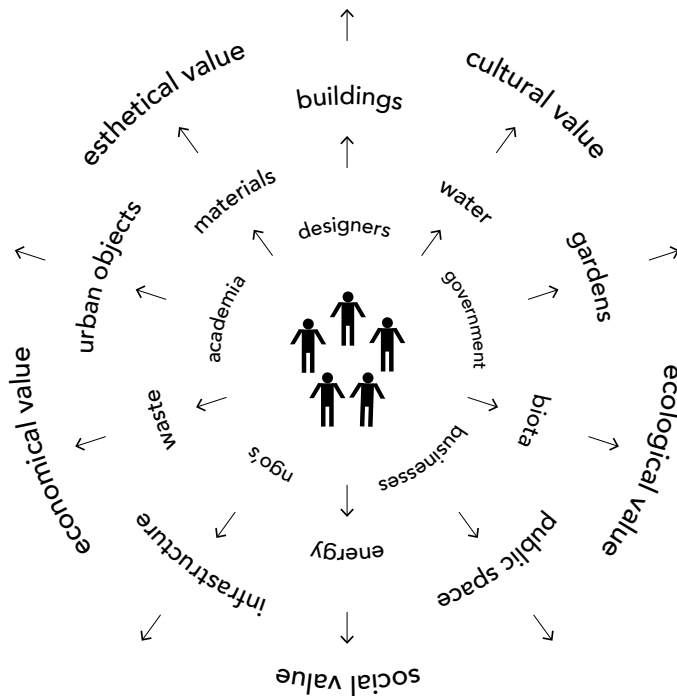 esthetical value
cultural value
ecological value
social value
economical value
buildings
gardens
public space
infrastructure
urban objects
materials
water
biota
energy
waste
designers
government
businesses
ngo's
academia